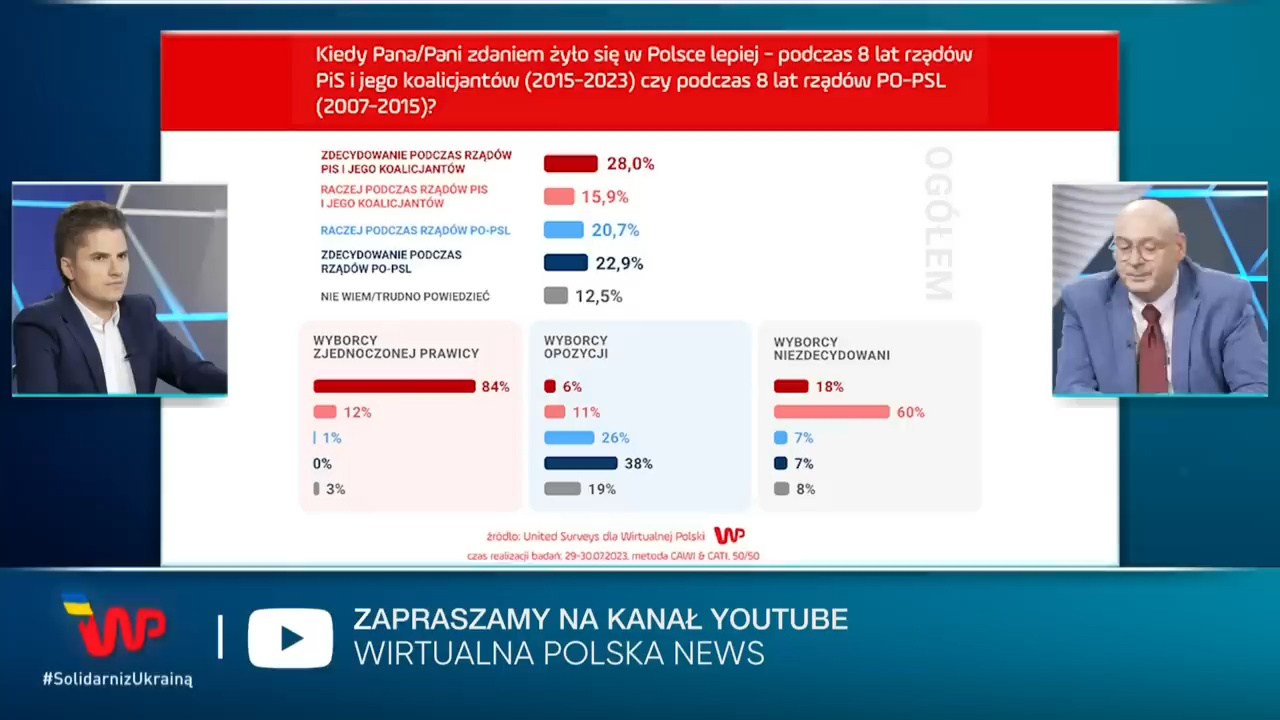 Kiedy Pana/Pani zdaniem żyło się w Polsce lepiej - podczas 8 lat rządów
PiS i jego koalicjantów (2015-2023) czy podczas 8 lat rządów PO-PSL
(2007-2015)?
OGÓŁEM
ZDECYDOWANIE PODCZAS RZĄDÓW
PIS I JEGO KOALICJANTÓW
28,0%
RACZEJ PODCZAS RZĄDÓW PIS
I JEGO KOALICJANTÓW
15,9%
RACZEJ PODCZAS RZĄDÓW PO-PSL
20,7%
ZDECYDOWANIE PODCZAS
RZĄDÓW PO-PSL
22,9%
NIE WIEM/TRUDNO POWIEDZIEĆ
12,5%
WYBORCY
ZJEDNOCZONEJ PRAWICY
84%
12%
1%
0%
3%
WYBORCY
OPOZYCJI
6%
11%
26%
38%
19%
WYBORCY
NIEZDECYDOWANI
18%
60%
7%
7%
8%
źródło: United Surveys dla Wirtualnej Polski WP
czas realizacji badań: 29-30.07.2023, metoda CAWI & CATI, 50/50
WP
#SolidarnizUkrainą
ZAPRASZAMY NA KANAŁ YOUTUBE
WIRTUALNA POLSKA NEWS